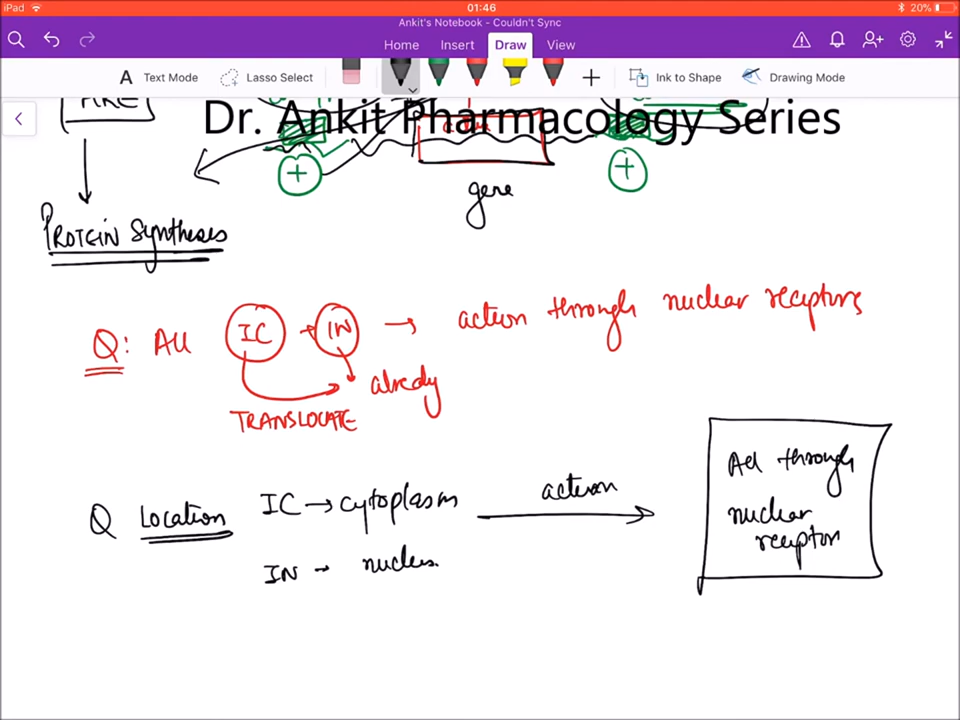 iPad 01:46 20%
Ankit's Notebook - Couldn't Sync
Home Insert Draw View
Text Mode Lasso Select Ink to Shape Drawing Mode
Dr. Ankit Pharmacology Series
gene
PROTEIN Syntheses
Q: All IC + IN → action through nuclear receptors
already
TRANSLOCATE
Q Location IC → cytoplasm action
IN → nucleus
All through
nuclear
receptor